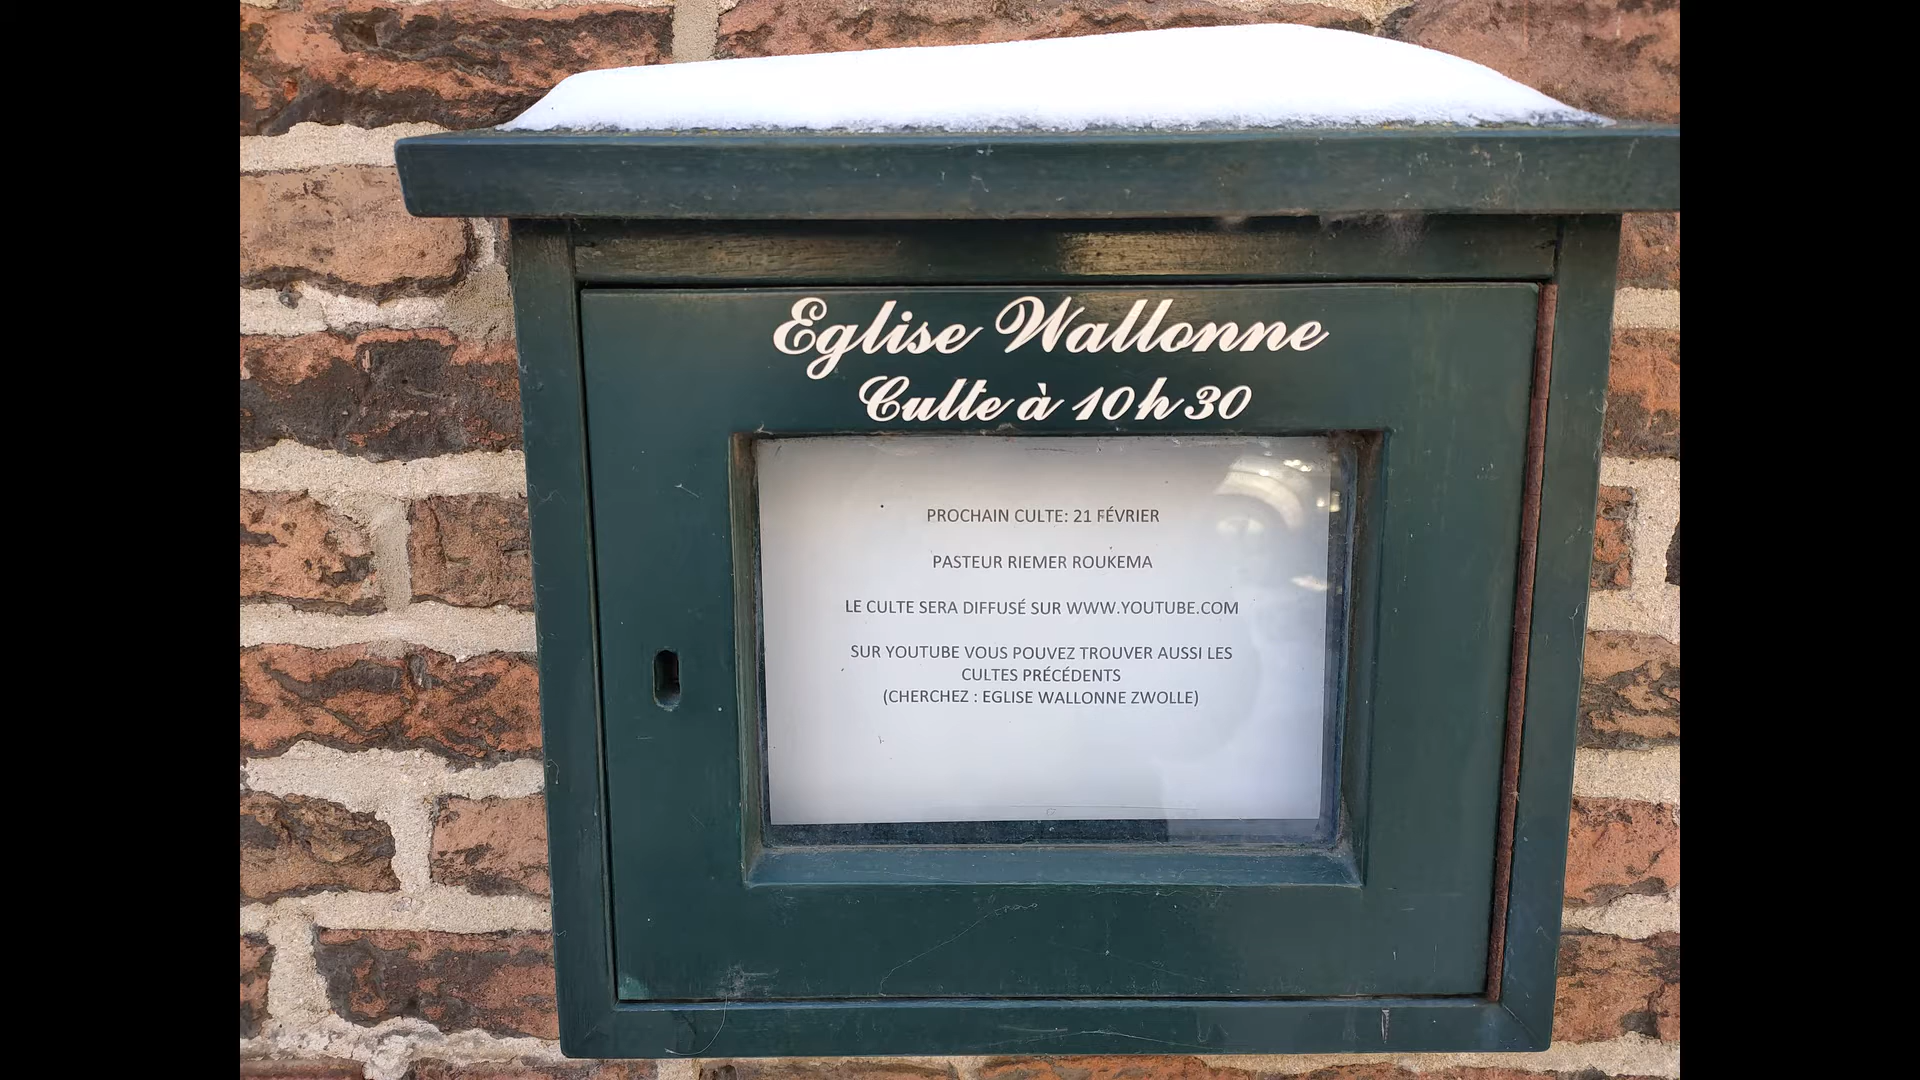 Eglise Wallonne
Culte à 10h30
PROCHAIN CULTE: 21 FÉVRIER
PASTEUR RIEMER ROUKEMA
LE CULTE SERA DIFFUSÉ SUR WWW.YOUTUBE.COM
SUR YOUTUBE VOUS POUVEZ TROUVER AUSSI LES
CULTES PRÉCÉDENTS
(CHERCHEZ : EGLISE WALLONNE ZWOLLE)